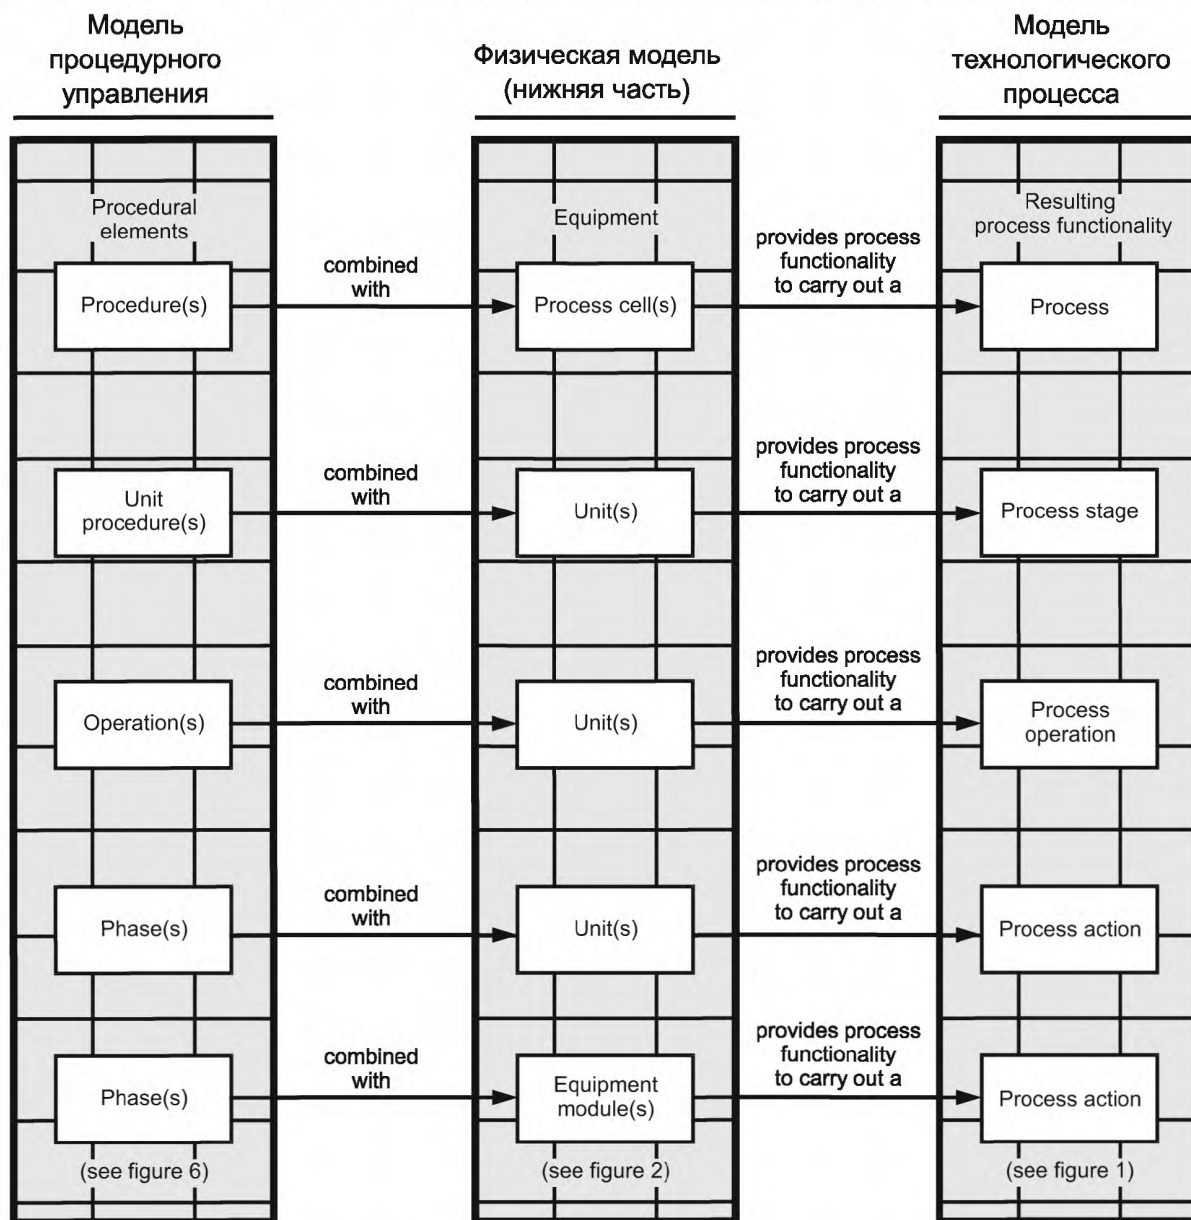 Модель
процедурного
управления
Физическая модель
(нижняя часть)
Модель
технологического
процесса
Procedural
elements
Equipment
Resulting
process functionality
Procedure(s)
combined
with
Process cell(s)
provides process
functionality
to carry out a
Process
Unit
procedure(s)
combined
with
Unit(s)
provides process
functionality
to carry out a
Process stage
Operation(s)
combined
with
Unit(s)
provides process
functionality
to carry out a
Process
operation
Phase(s)
combined
with
Unit(s)
provides process
functionality
to carry out a
Process action
Phase(s)
combined
with
Equipment
module(s)
provides process
functionality
to carry out a
Process action
(see figure 6)
(see figure 2)
(see figure 1)